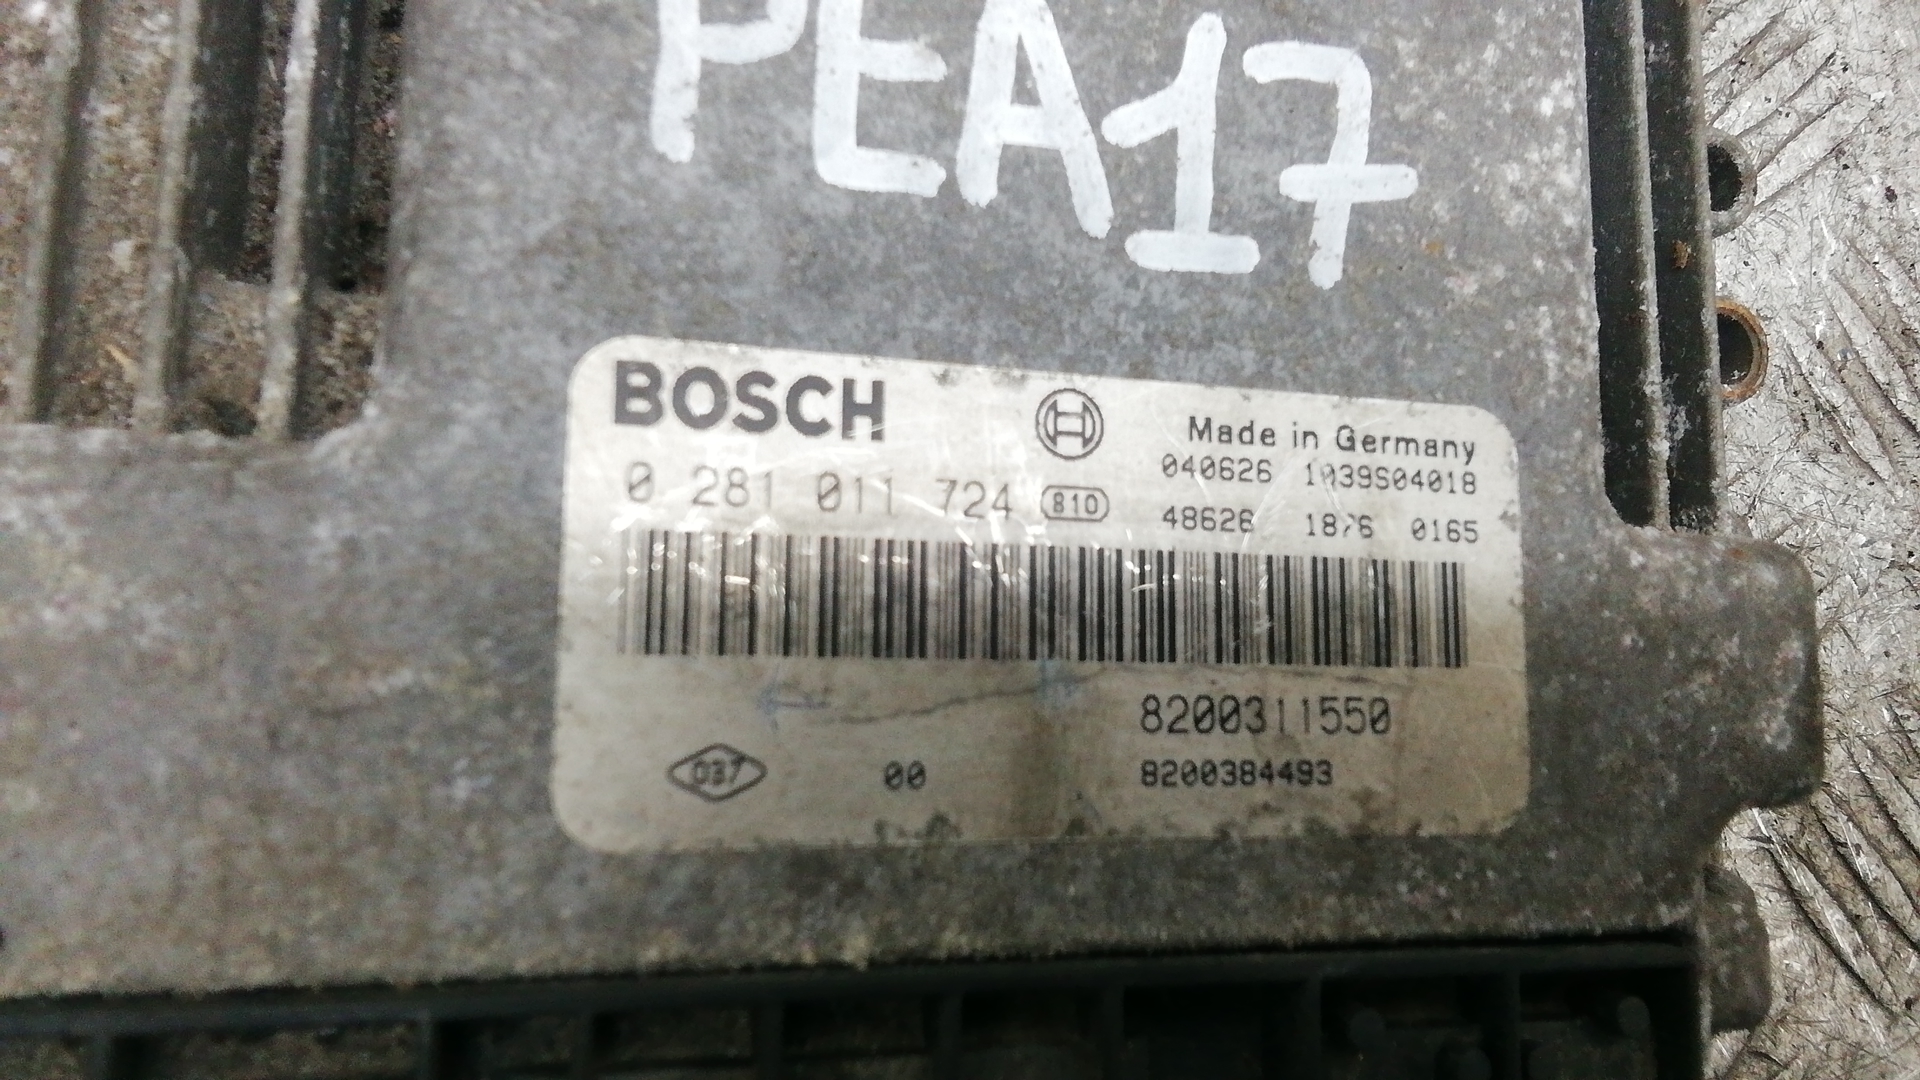 PEA17
BOSCH
Made in Germany
040626 1039S04018
0 281 011 724 810
48626 1876 0165
8200311550
037 00 8200384493